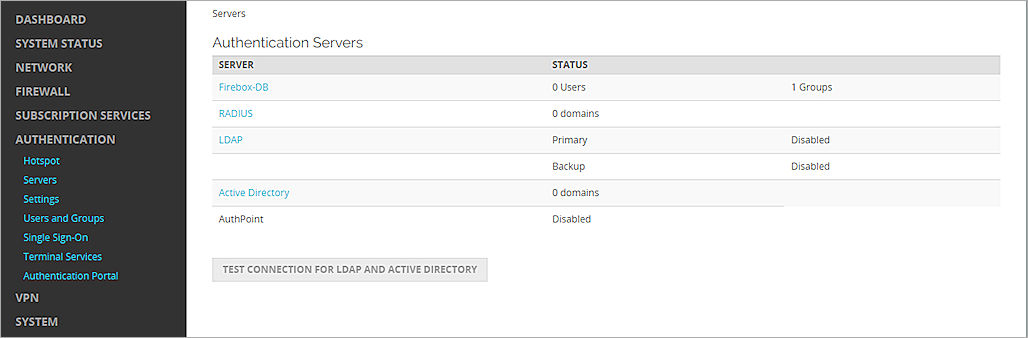 DASHBOARD
SYSTEM STATUS
NETWORK
FIREWALL
SUBSCRIPTION SERVICES
AUTHENTICATION
Hotspot
Servers
Settings
Users and Groups
Single Sign-On
Terminal Services
Authentication Portal
VPN
SYSTEM
Servers
Authentication Servers
SERVER STATUS
Firebox-DB 0 Users 1 Groups
RADIUS 0 domains
LDAP Primary Disabled
Backup Disabled
Active Directory 0 domains
AuthPoint Disabled
TEST CONNECTION FOR LDAP AND ACTIVE DIRECTORY